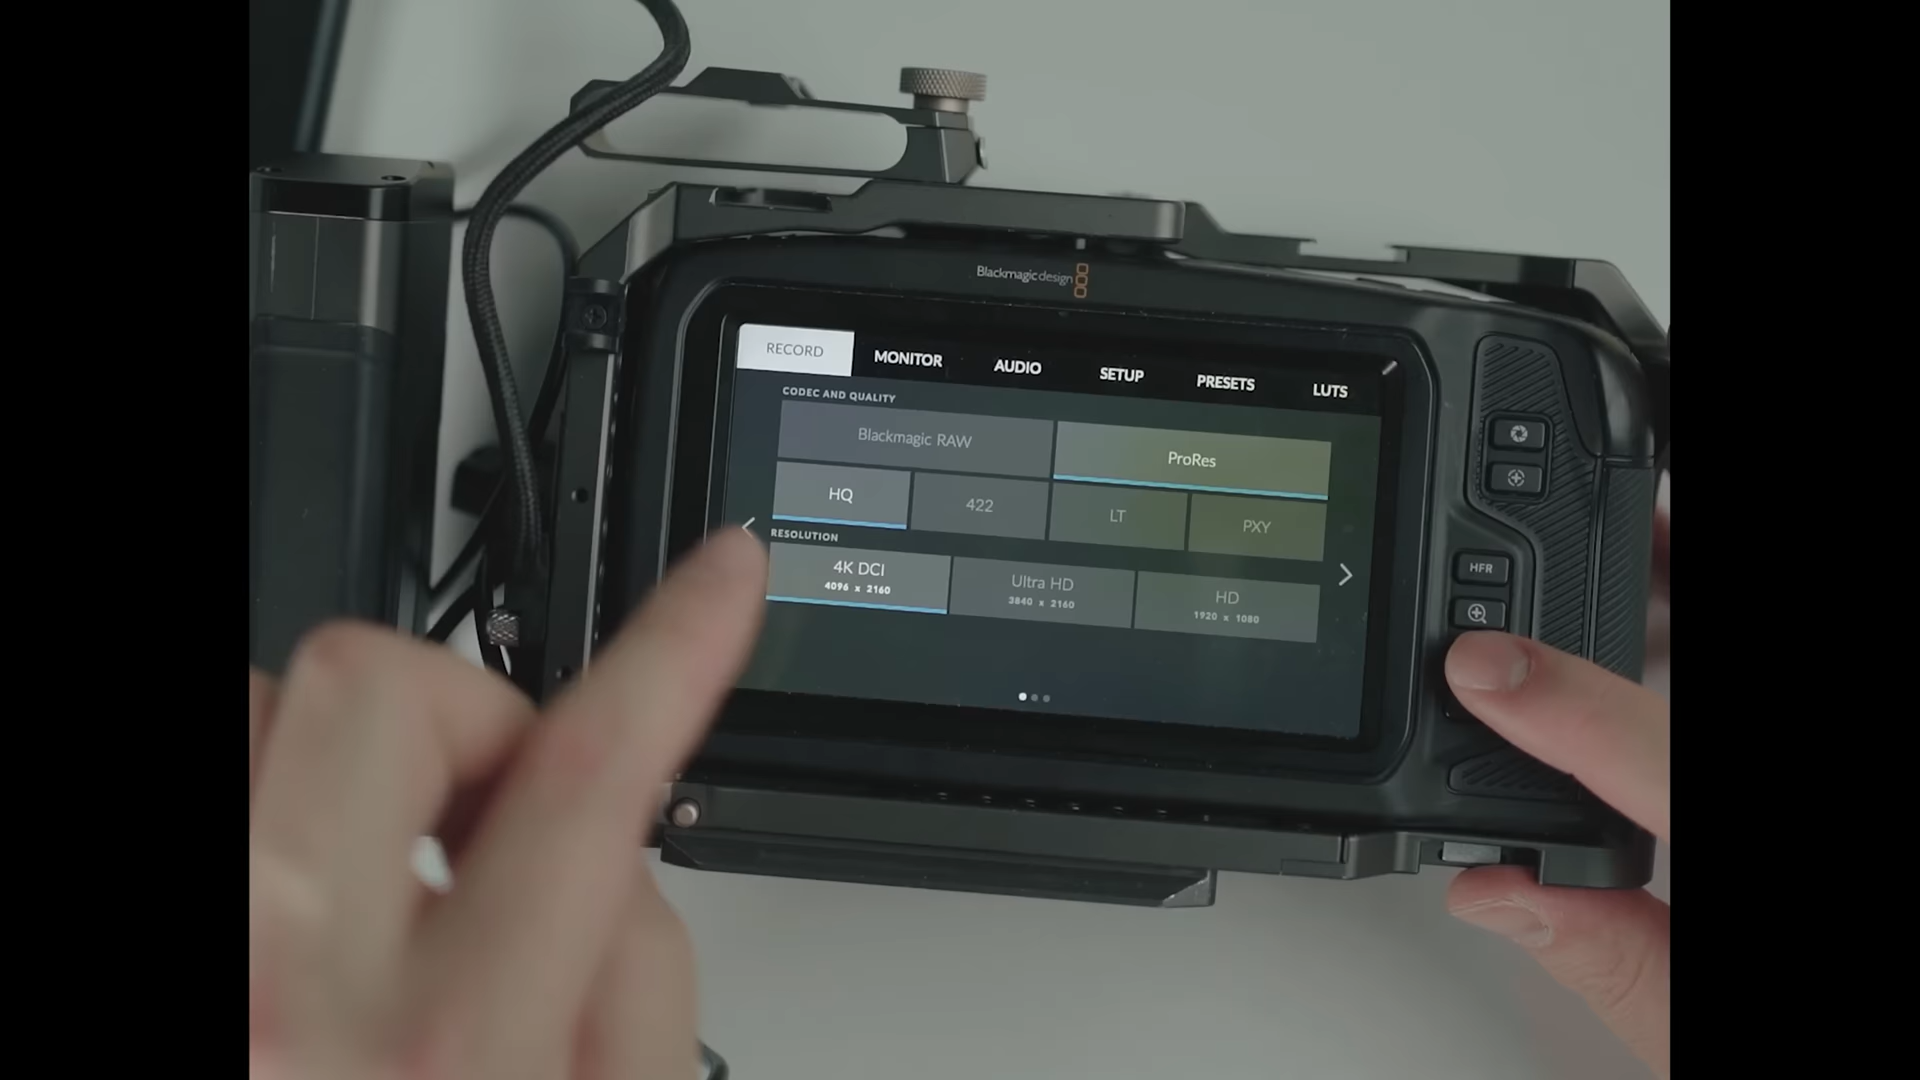 Blackmagicdesign
RECORD MONITOR AUDIO SETUP PRESETS LUTS
CODEC AND QUALITY
Blackmagic RAW ProRes
HQ 422 LT PXY
RESOLUTION
4K DCI Ultra HD HD
4096 x 2160 3840 x 2160 1920 x 1080
HFR